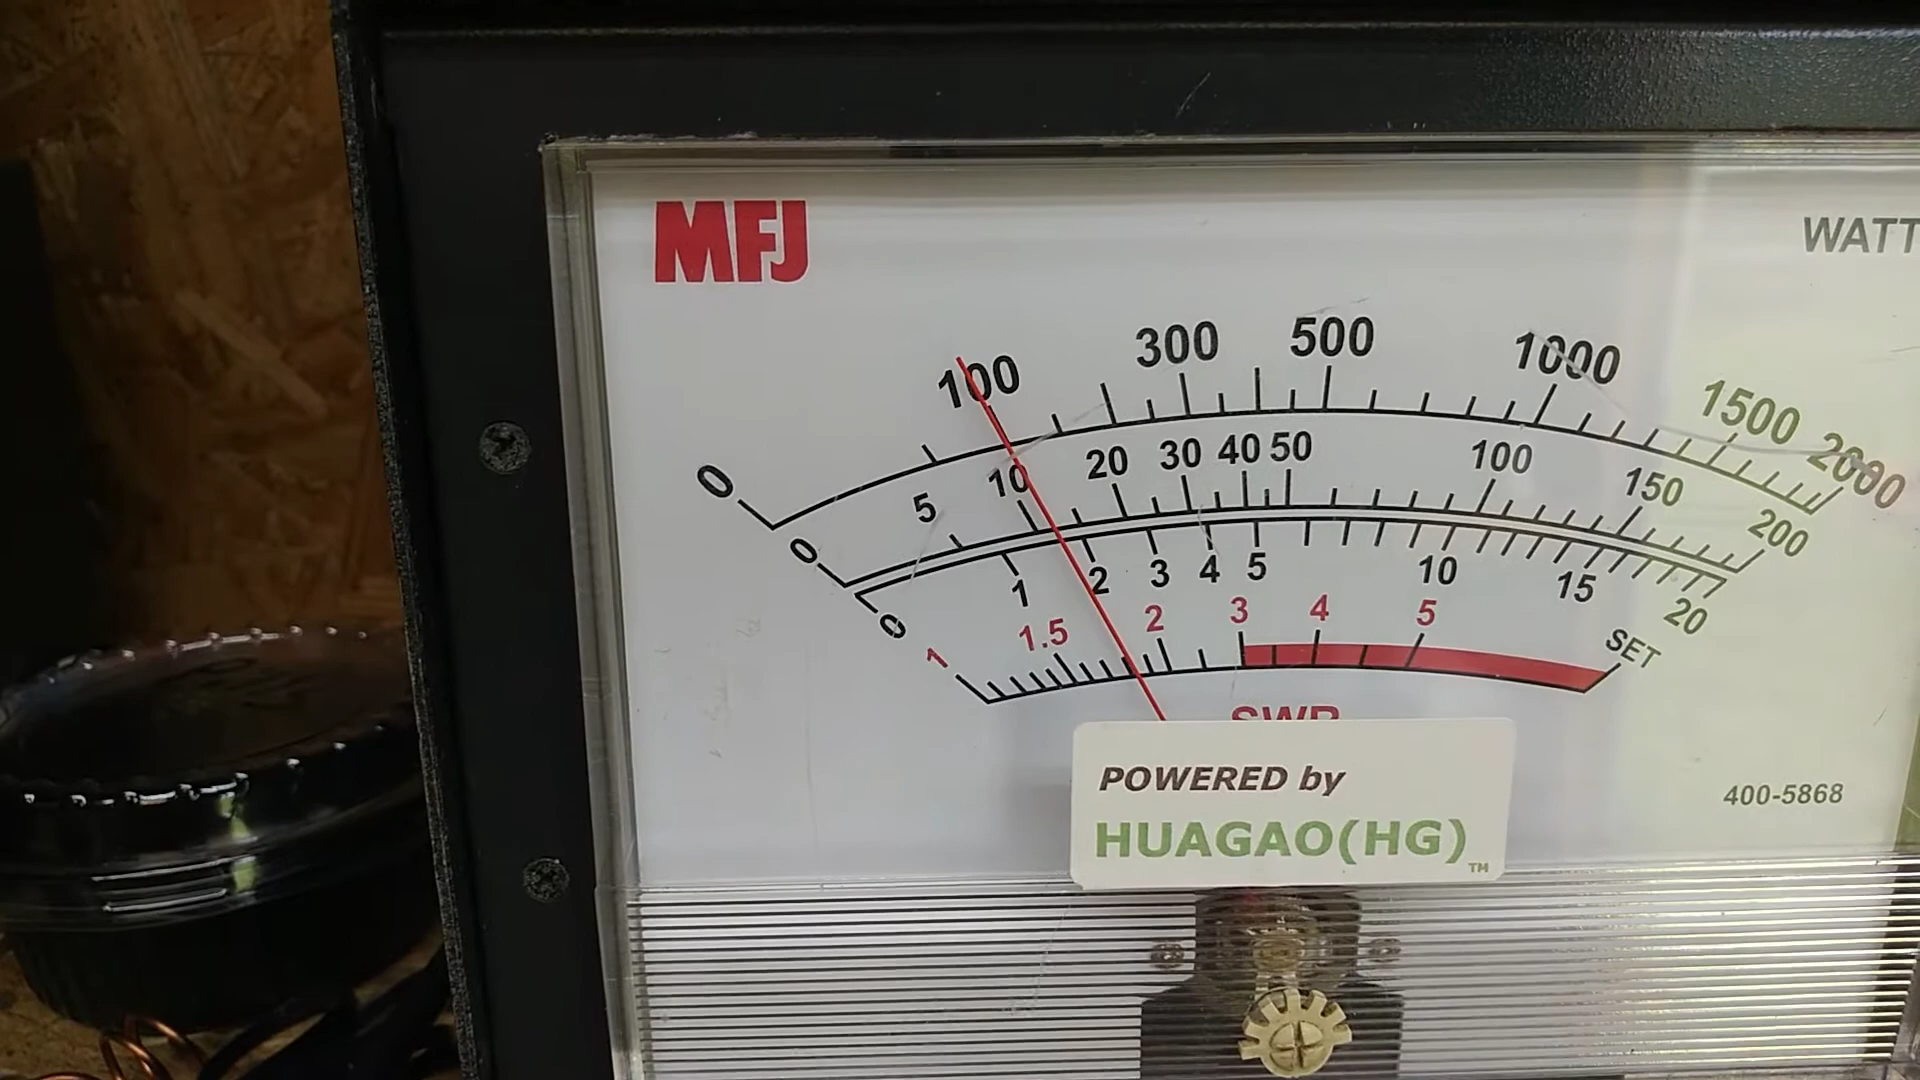 MFJ
WATT
0 100 300 500 1000 1500 2000
0 5 10 20 30 40 50 100 150 200
0 1 2 3 4 5 10 15 20
1 1.5 2 3 4 5 SET
SWR
POWERED by
HUAGAO(HG)™
400-5868